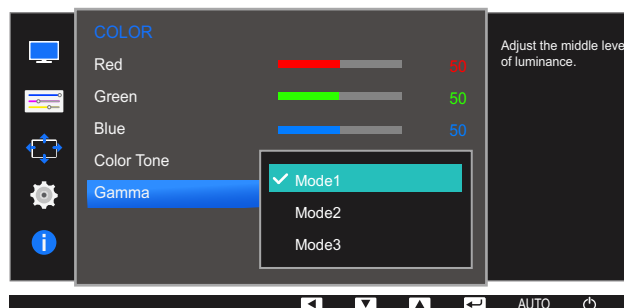 COLOR
Red 50
Green 50
Blue 50
Color Tone
Gamma
Mode1
Mode2
Mode3
Adjust the middle leve
of luminance.
AUTO